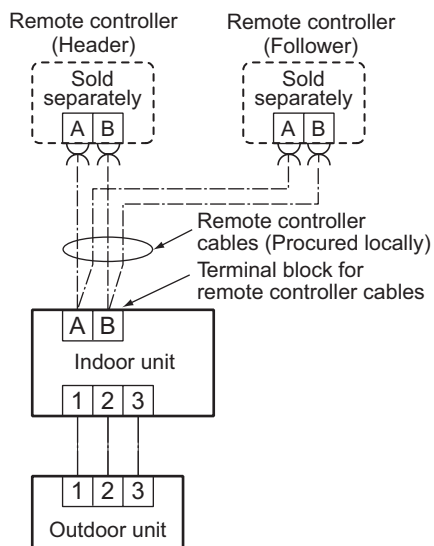 Remote controller
(Header)
Remote controller
(Follower)
Sold
separately
Sold
separately
A B
A B
Remote controller
cables (Procured locally)
Terminal block for
remote controller cables
A B
Indoor unit
1 2 3
1 2 3
Outdoor unit